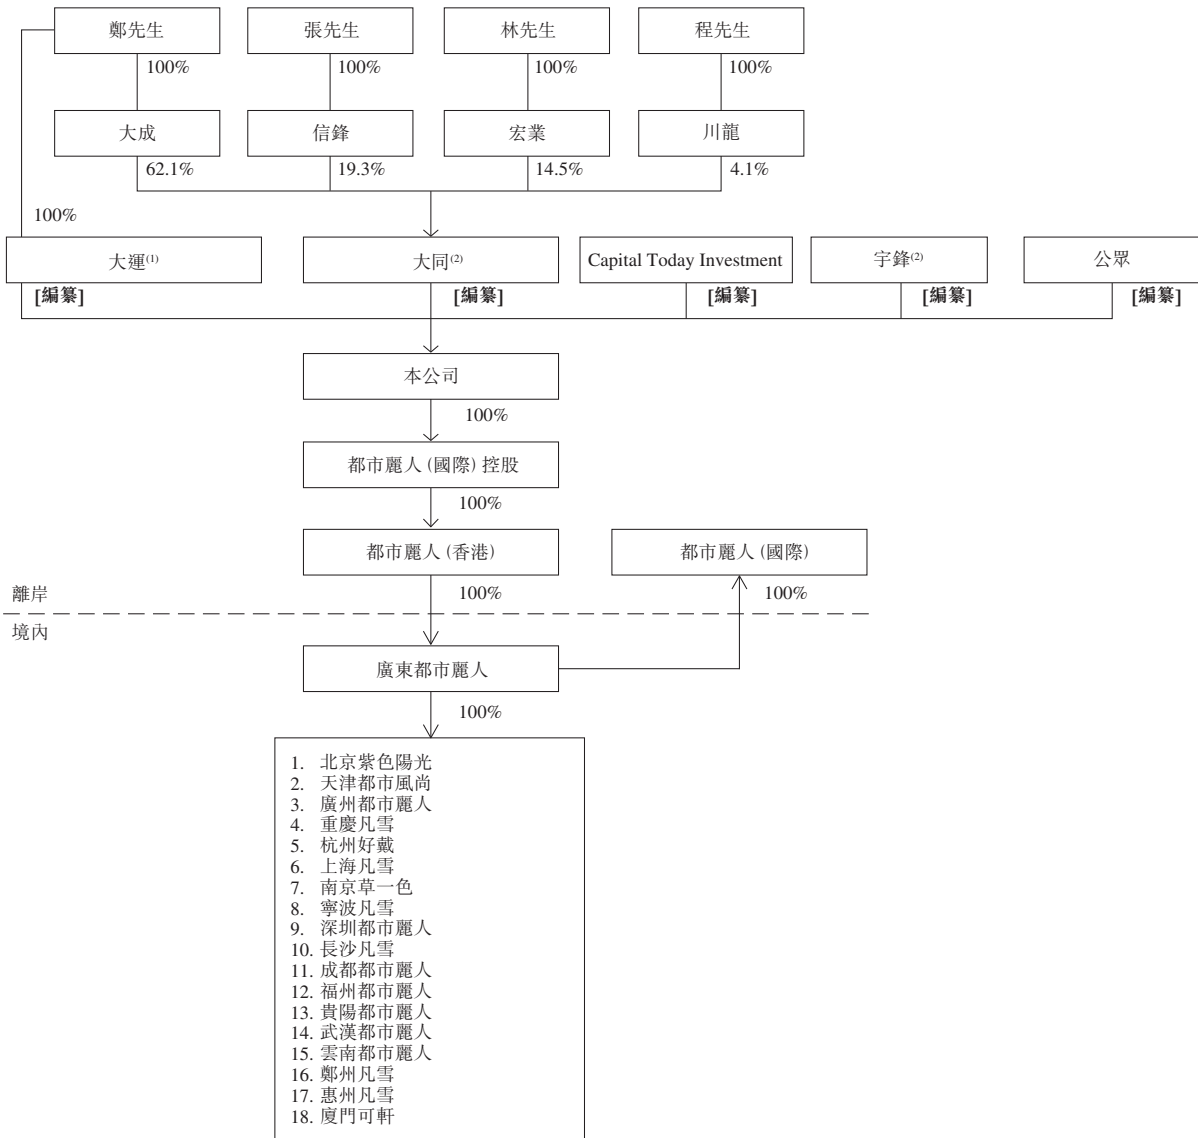 鄭先生
張先生
林先生
程先生
100%
100%
100%
100%
大成
信鋒
宏業
川龍
62.1%
19.3%
14.5%
4.1%
100%
大運(1)
大同(2)
Capital Today Investment
宇鋒(2)
公眾
[編纂]
[編纂]
[編纂]
[編纂]
[編纂]
本公司
100%
都市麗人(國際)控股
100%
都市麗人(香港)
都市麗人(國際)
100%
100%
離岸
境內
廣東都市麗人
100%
1. 北京紫色陽光
2. 天津都市風尚
3. 廣州都市麗人
4. 重慶凡雪
5. 杭州好戴
6. 上海凡雪
7. 南京草一色
8. 寧波凡雪
9. 深圳都市麗人
10. 長沙凡雪
11. 成都都市麗人
12. 福州都市麗人
13. 貴陽都市麗人
14. 武漢都市麗人
15. 雲南都市麗人
16. 鄭州凡雪
17. 惠州凡雪
18. 廈門可軒